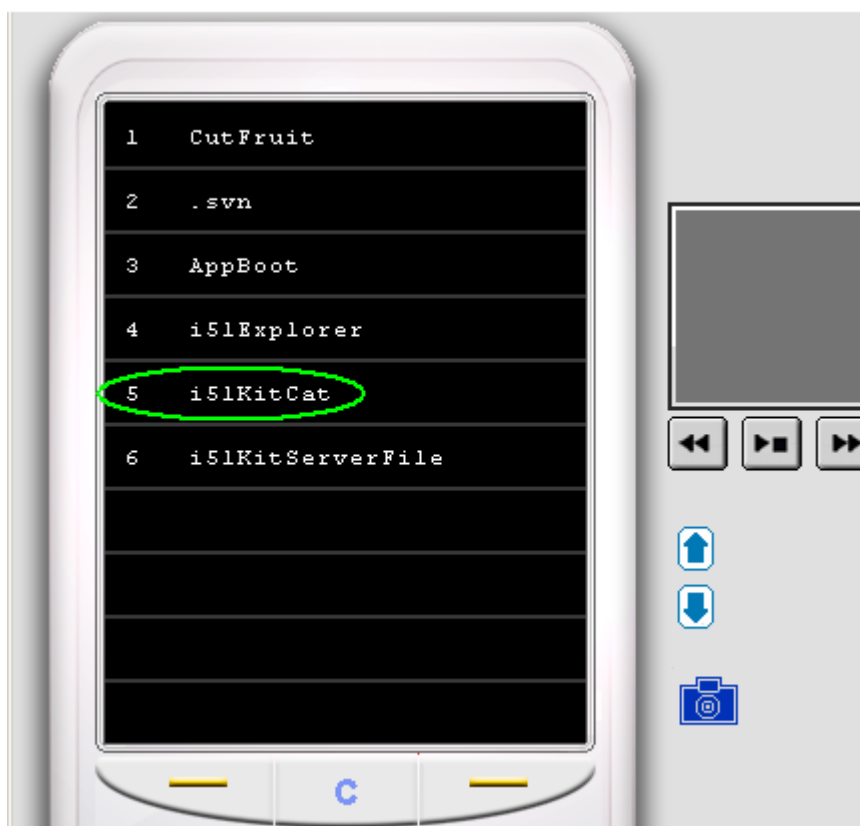 1 CutFruit
2 .svn
3 AppBoot
4 i51Explorer
5 i51KitCat
6 i51KitServerFile
C